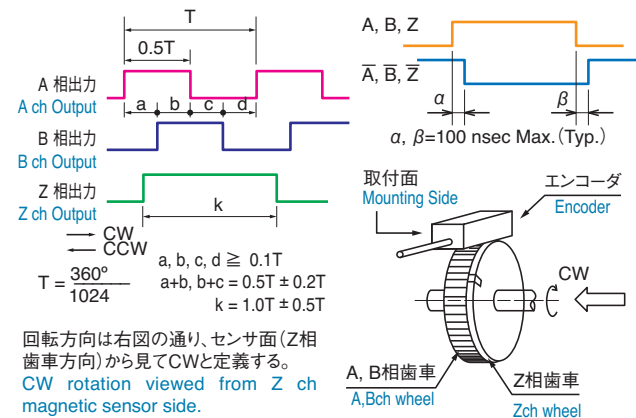 T
0.5T
A 相出力
A ch Output
a b c d
B 相出力
B ch Output
Z 相出力
Z ch Output
k
CW
CCW
T = 360° / 1024
a, b, c, d ≧ 0.1T
a+b, b+c = 0.5T ± 0.2T
k = 1.0T ± 0.5T
回転方向は右図の通り、センサ面(Z相
歯車方向)から見てCWと定義する。
CW rotation viewed from Z ch
magnetic sensor side.
A, B, Z
A̅, B̅, Z̅
α
β
α, β=100 nsec Max.(Typ.)
取付面
Mounting Side
エンコーダ
Encoder
CW
A, B相歯車
A,Bch wheel
Z相歯車
Zch wheel